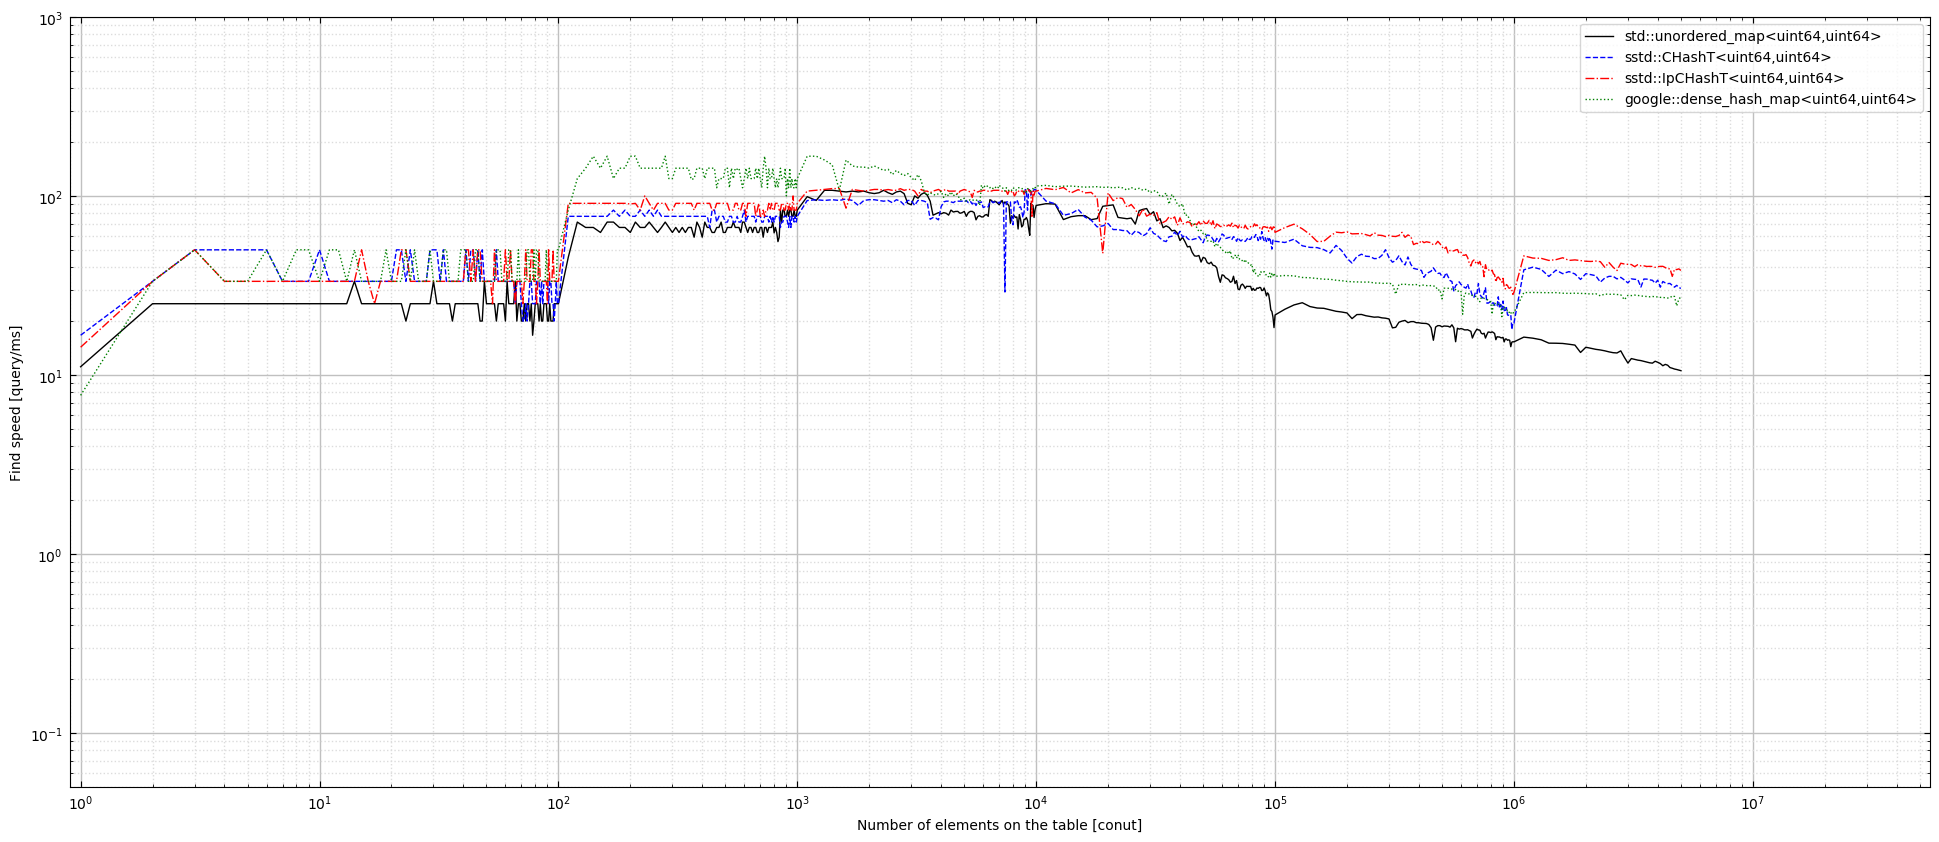 std::unordered_map<uint64,uint64>
sstd::CHashT<uint64,uint64>
sstd::IpCHashT<uint64,uint64>
google::dense_hash_map<uint64,uint64>
Find speed [query/ms]
10³
10²
10¹
10⁰
10⁻¹
10⁰ 10¹ 10² 10³ 10⁴ 10⁵ 10⁶ 10⁷
Number of elements on the table [conut]